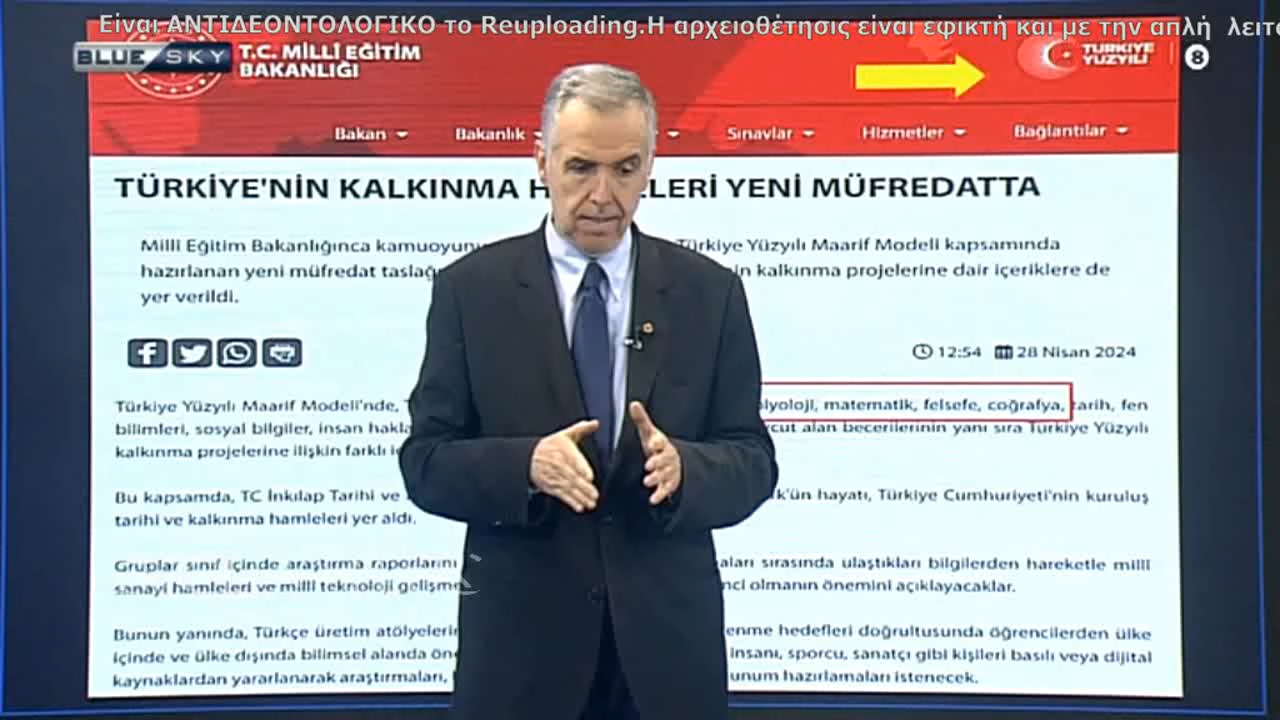 Είναι ΑΝΤΙΔΕΟΝΤΟΛΟΓΙΚΟ το Reuploading.Η αρχειοθέτησις είναι εφικτή και με την απλή λειτο
BLUE SKY
T.C. MİLLÎ EĞİTİM
BAKANLIĞI
TÜRKİYE
YÜZYILI
8
Bakan Bakanlık Sınavlar Hizmetler Bağlantılar
TÜRKİYE'NİN KALKINMA H LELERİ YENİ MÜFREDATTA
Milli Eğitim Bakanlığınca kamuoyun Türkiye Yüzyılı Maarif Modeli kapsamında
hazırlanan yeni müfredat taslağ in kalkınma projelerine dair içeriklere de
yer verildi.
12:54 28 Nisan 2024
Türkiye Yüzyılı Maarif Modeli'nde, iyoloji, matematik, felsefe, coğrafya, tarih, fen
bilimleri, sosyal bilgiler, insan hakla vcut alan becerilerinin yanı sıra Türkiye Yüzyılı
kalkınma projelerine ilişkin farklı
Bu kapsamda, TC İnkılap Tarihi ve k'ün hayatı, Türkiye Cumhuriyeti'nin kuruluş
tarihi ve kalkınma hamleleri yer aldı.
Gruplar sınıf içinde araştırma raporlarını aları sırasında ulaştıkları bilgilerden hareketle milli
sanayi hamleleri ve milli teknoloji gelişme nci olmanın önemini açıklayacaklar.
Bunun yanında, Türkçe üretim atölyeleri enme hedefleri doğrultusunda öğrencilerden ülke
içinde ve ülke dışında bilimsel alanda ön insanı, sporcu, sanatçı gibi kişileri basılı veya dijital
kaynaklardan yararlanarak araştırmaları, unum hazırlamaları istenecek.